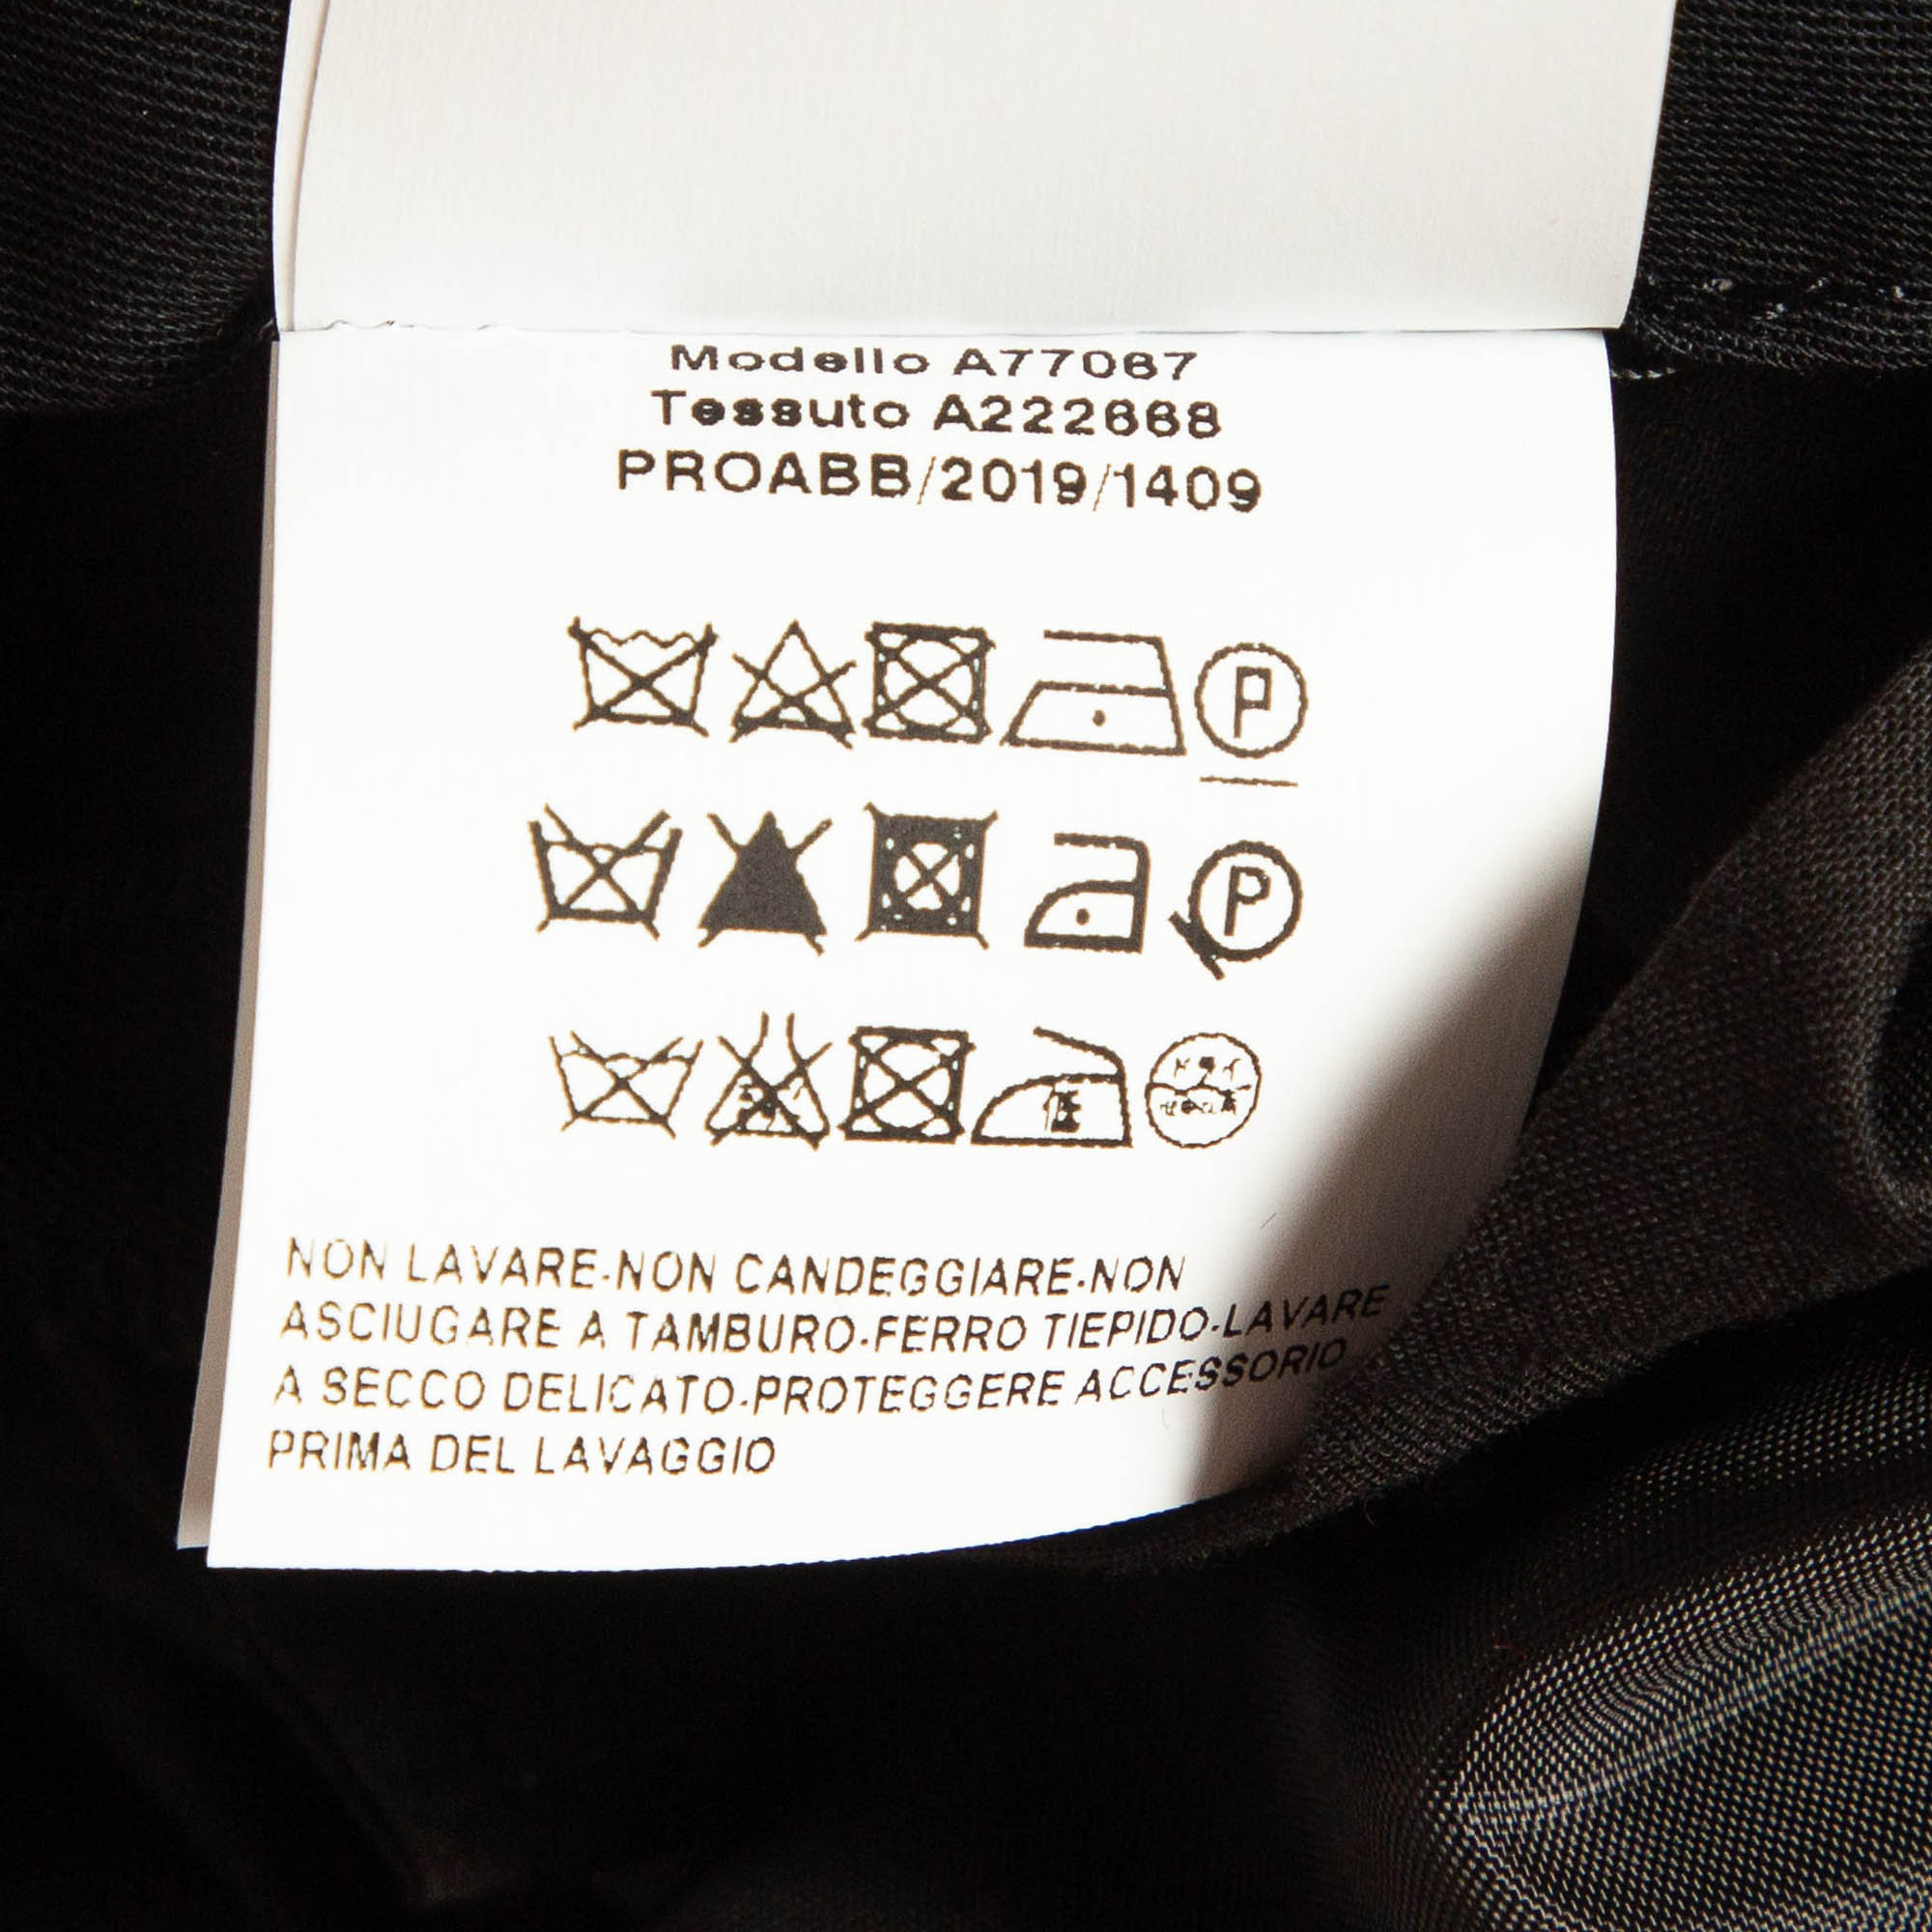 Modello A77067
Tessuto A222668
PROABB/2019/1409
P
P
NON LAVARE-NON CANDEGGIARE-NON
ASCIUGARE A TAMBURO-FERRO TIEPIDO-LAVARE
A SECCO DELICATO-PROTEGGERE ACCESSORIO
PRIMA DEL LAVAGGIO